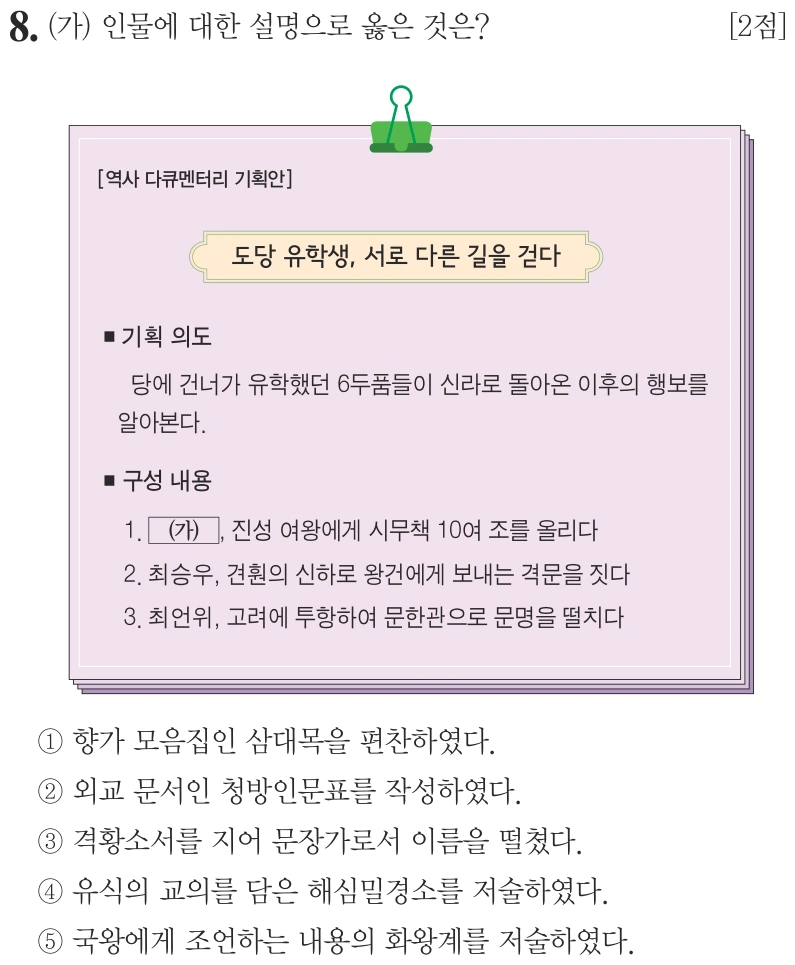 8. (가) 인물에 대한 설명으로 옳은 것은? [2점]
[역사 다큐멘터리 기획안]
도당 유학생, 서로 다른 길을 걷다
■ 기획 의도
당에 건너가 유학했던 6두품들이 신라로 돌아온 이후의 행보를
알아본다.
■ 구성 내용
1. (가), 진성 여왕에게 시무책 10여 조를 올리다
2. 최승우, 견훤의 신하로 왕건에게 보내는 격문을 짓다
3. 최언위, 고려에 투항하여 문한관으로 문명을 떨치다
① 향가 모음집인 삼대목을 편찬하였다.
② 외교 문서인 청방인문표를 작성하였다.
③ 격황소서를 지어 문장가로서 이름을 떨쳤다.
④ 유식의 교의를 담은 해심밀경소를 저술하였다.
⑤ 국왕에게 조언하는 내용의 화왕계를 저술하였다.